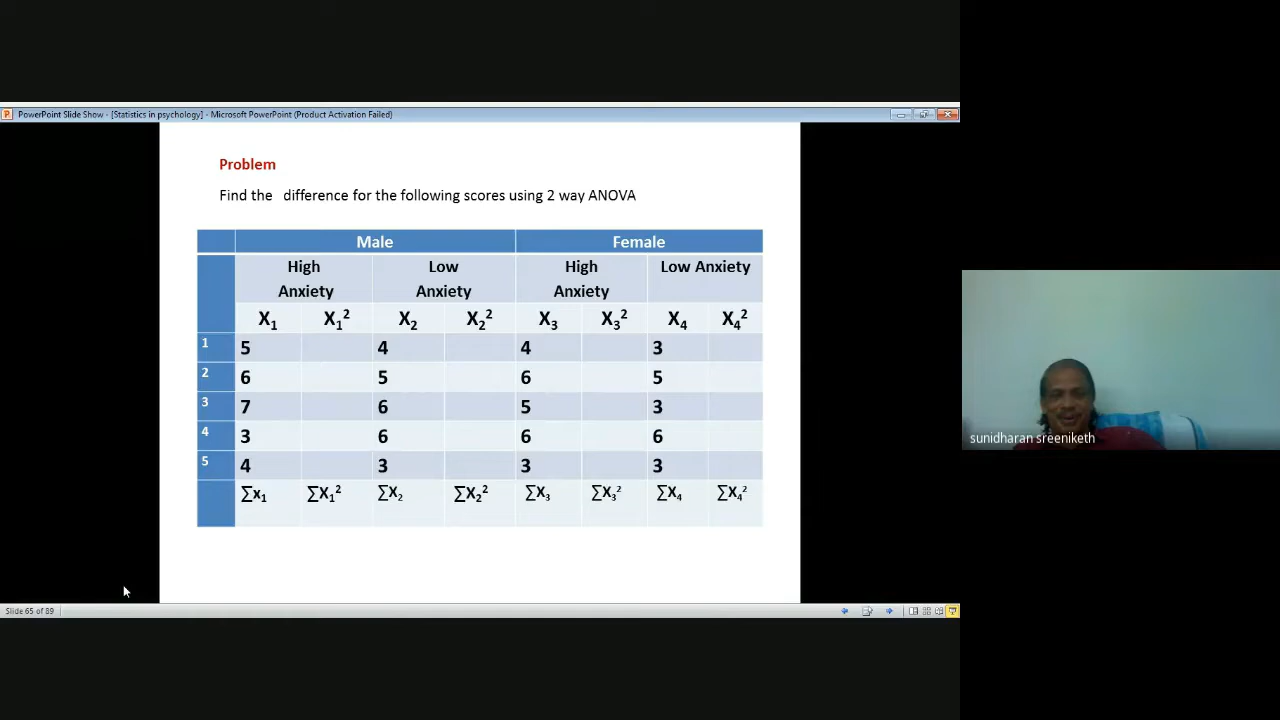 PowerPoint Slide Show - [Statistics in psychology] - Microsoft PowerPoint (Product Activation Failed)
Problem
Find the difference for the following scores using 2 way ANOVA
Male Female
High Anxiety Low Anxiety High Anxiety Low Anxiety
X₁ X₁² X₂ X₂² X₃ X₃² X₄ X₄²
1 5 4 4 3
2 6 5 6 5
3 7 6 5 3
4 3 6 6 6
5 4 3 3 3
∑x₁ ∑X₁² ∑X₂ ∑X₂² ∑X₃ ∑X₃² ∑X₄ ∑X₄²
Slide 65 of 89
sunidharan sreeniketh